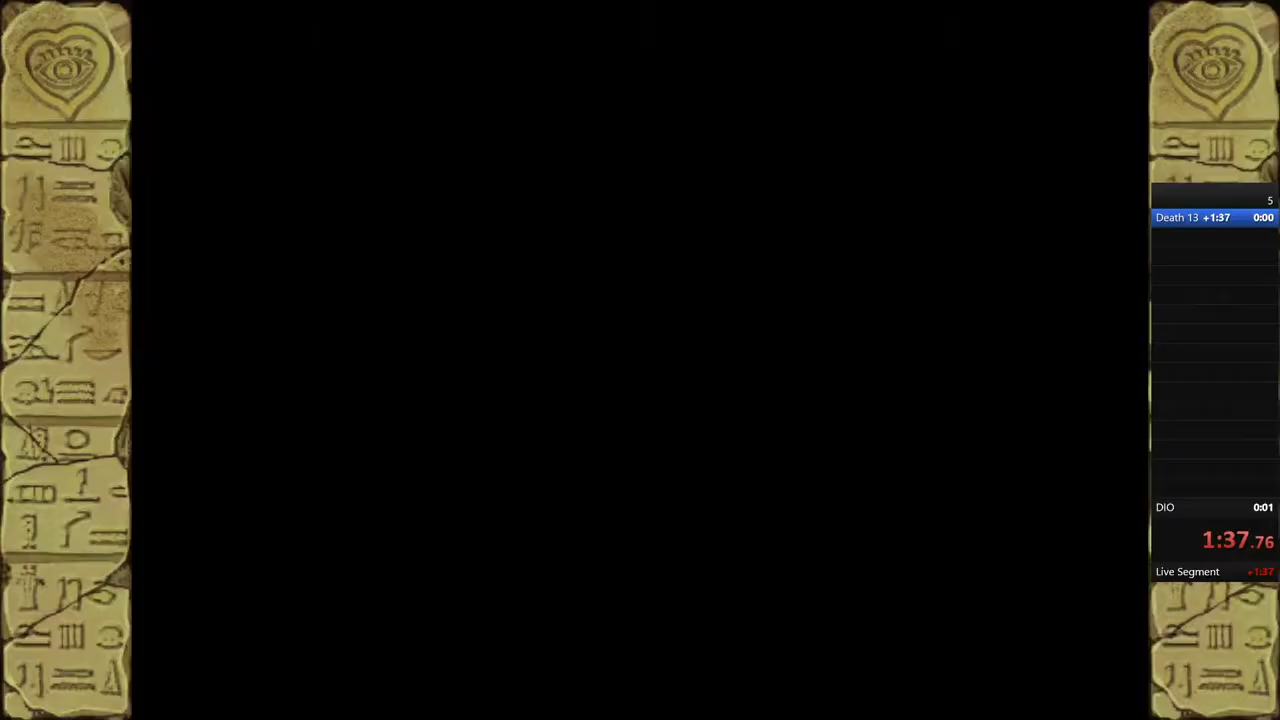 5
Death 13 +1:37 0:00
DIO 0:01
1:37.76
Live Segment +1:37